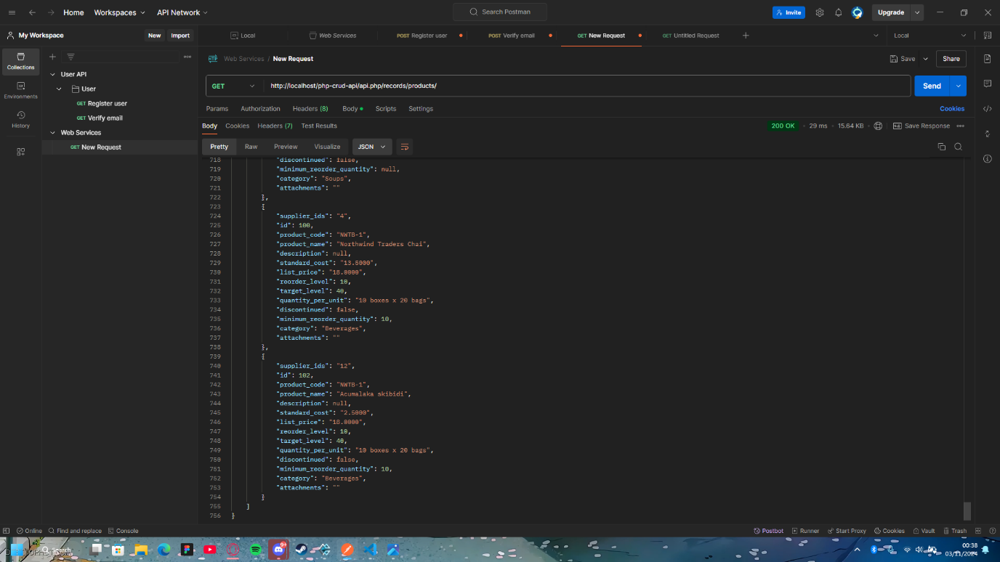 Home
Workspaces
API Network
Search Postman
Invite
Upgrade
My Workspace
New
Import
Local
Web Services
POST Register user
POST Verify email
GET New Request
GET Untitled Request
Local
Collections
Environments
History
User API
User
GET Register user
GET Verify email
Web Services
GET New Request
HTTP
Web Services / New Request
Save
Share
GET
http://localhost/php-crud-api/api.php/records/products/
Send
Params
Authorization
Headers (8)
Body
Scripts
Settings
Cookies
Body
Cookies
Headers (7)
Test Results
200 OK
29 ms
15.64 KB
Save Response
Pretty
Raw
Preview
Visualize
JSON
718 "discontinued": false,
719 "minimum_reorder_quantity": null,
720 "category": "Soups",
721 "attachments": ""
722 },
723 {
724 "supplier_ids": "4",
725 "id": 100,
726 "product_code": "NWTB-1",
727 "product_name": "Northwind Traders Chai",
728 "description": null,
729 "standard_cost": "13.5000",
730 "list_price": "18.0000",
731 "reorder_level": 10,
732 "target_level": 40,
733 "quantity_per_unit": "10 boxes x 20 bags",
734 "discontinued": false,
735 "minimum_reorder_quantity": 10,
736 "category": "Beverages",
737 "attachments": ""
738 },
739 {
740 "supplier_ids": "12",
741 "id": 102,
742 "product_code": "NWTB-1",
743 "product_name": "Acumalaka skibidi",
744 "description": null,
745 "standard_cost": "2.5000",
746 "list_price": "18.0000",
747 "reorder_level": 10,
748 "target_level": 40,
749 "quantity_per_unit": "10 boxes x 20 bags",
750 "discontinued": false,
751 "minimum_reorder_quantity": 10,
752 "category": "Beverages",
753 "attachments": ""
754 }
755 ]
756 }
Online
Find and replace
Console
Postbot
Runner
Start Proxy
Cookies
Vault
Trash
Search
9+
00:38
03/11/2024